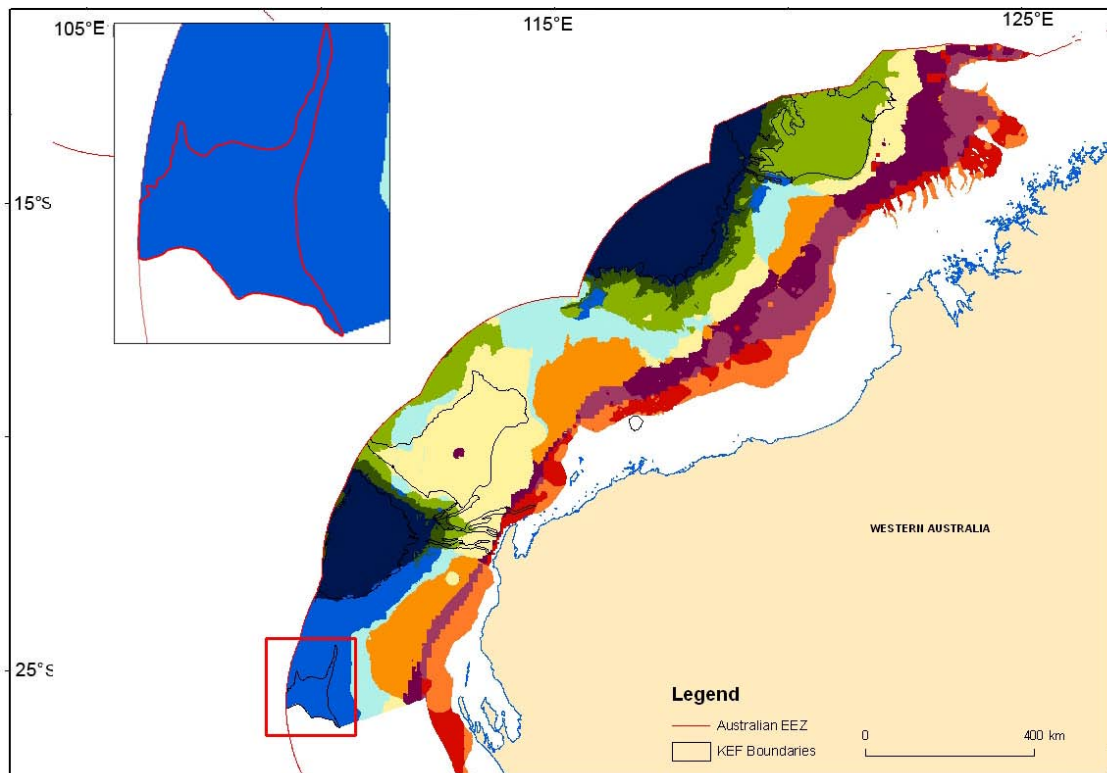 105°E
115°E
125°E
15°S
25°S
WESTERN AUSTRALIA
Legend
Australian EEZ
KEF Boundaries
0
400 km